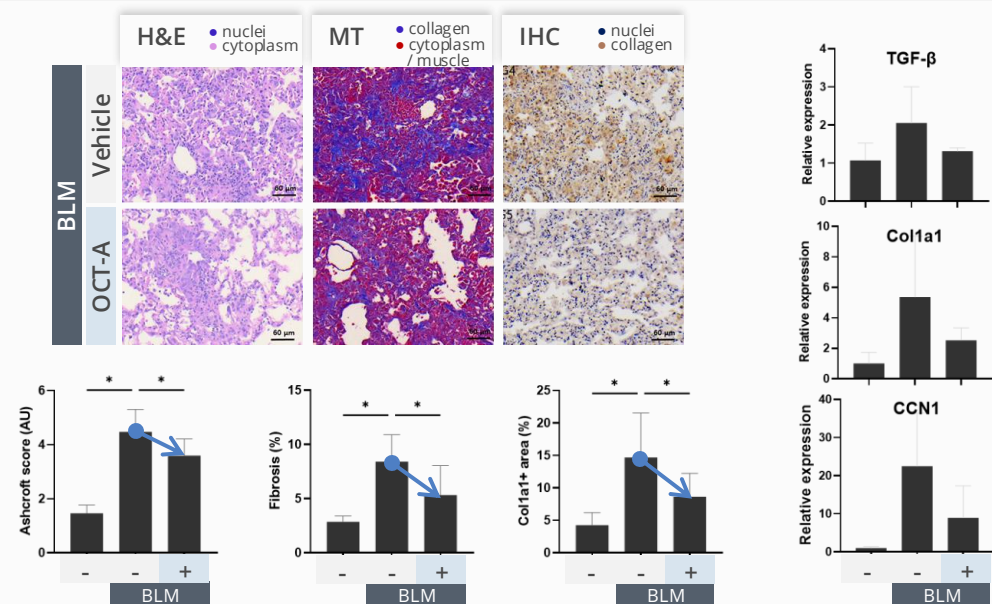 H&E
nuclei
cytoplasm
MT
collagen
cytoplasm
/ muscle
IHC
nuclei
collagen
BLM
Vehicle
OCT-A
60 µm
60 µm
60 µm
60 µm
60 µm
60 µm
Ashcroft score (AU)
6
4
2
0
*
*
-
-
+
BLM
Fibrosis (%)
15
10
5
0
*
*
-
-
+
BLM
Col1a1+ area (%)
25
20
15
10
5
0
*
*
-
-
+
BLM
TGF-β
Relative expression
4
3
2
1
0
Col1a1
Relative expression
10
8
6
4
2
0
CCN1
Relative expression
40
30
20
10
0
-
-
+
BLM